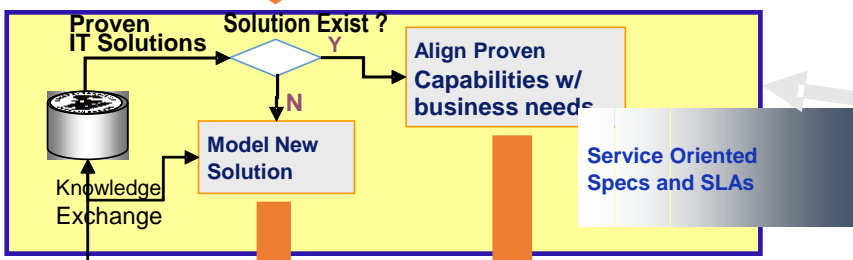 Proven
IT Solutions
Solution Exist ?
Y
N
Align Proven
Capabilities w/
business needs
Model New
Solution
Knowledge
Exchange
Service Oriented
Specs and SLAs